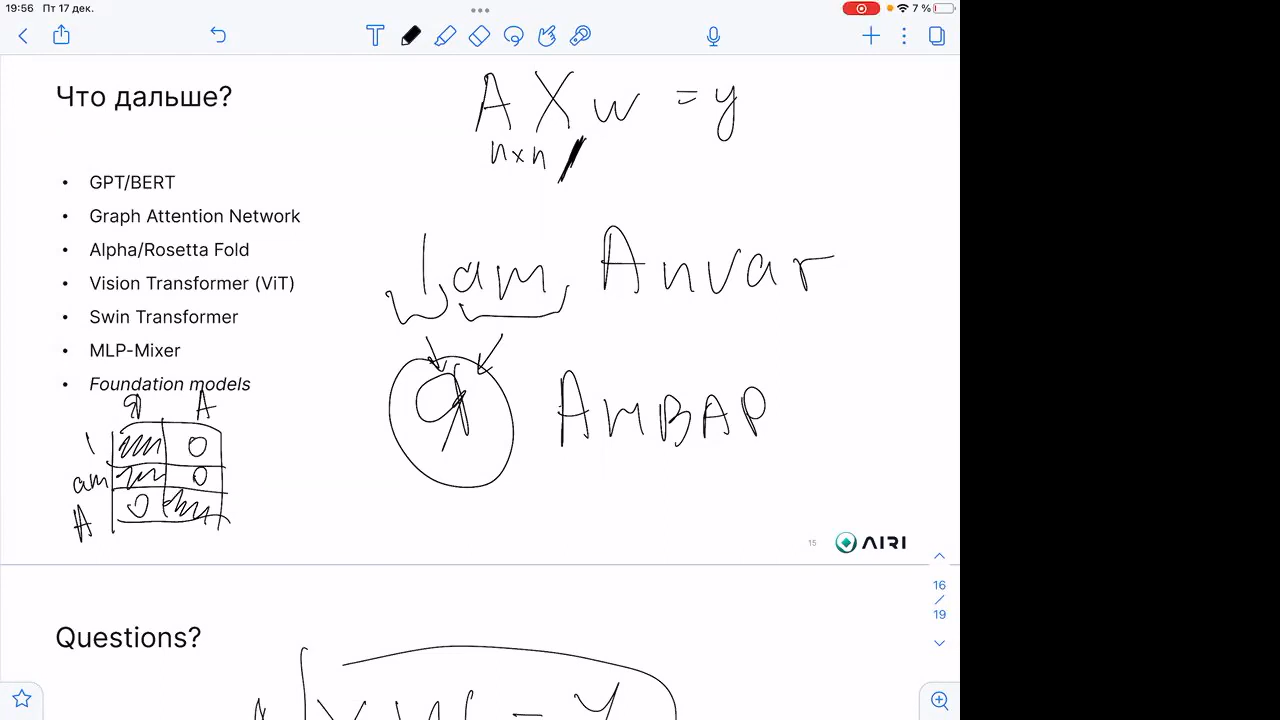 19:56 Пт 17 дек.
7 %
Что дальше?
A X w = y
n x n
• GPT/BERT
• Graph Attention Network
• Alpha/Rosetta Fold
• Vision Transformer (ViT)
• Swin Transformer
• MLP-Mixer
• Foundation models
I am Anvar
Я АНВАР
Я А
i 0
am 0
A 0
15
AIRI
16
/
19
Questions?
X W = y